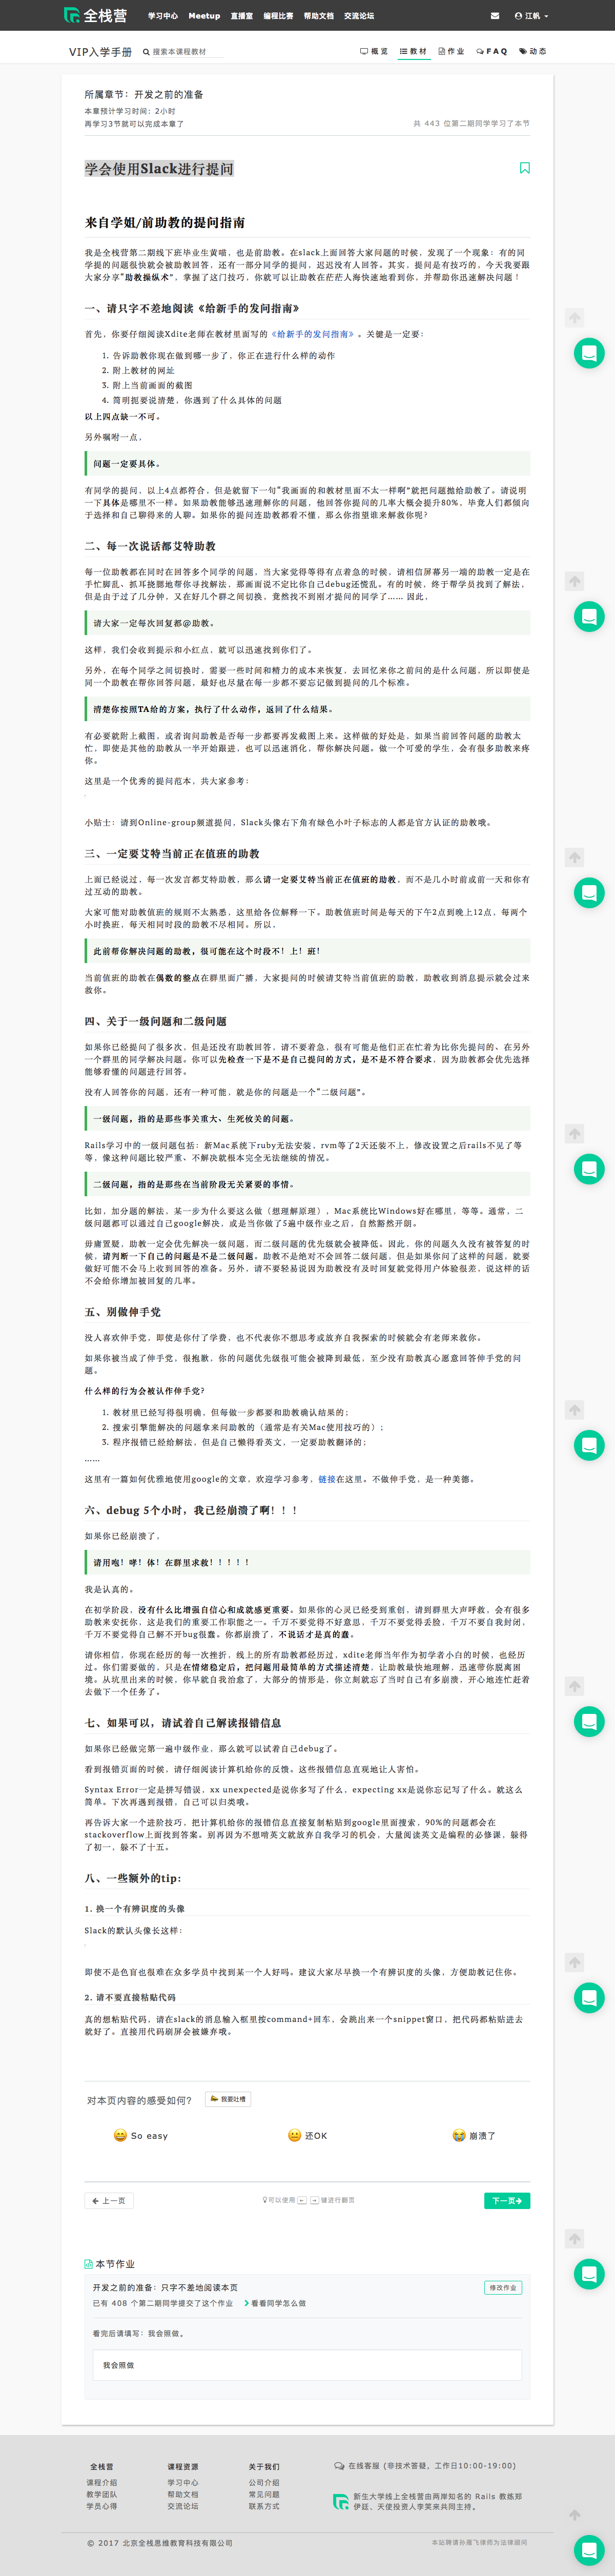 全栈营 学习中心 Meetup 直播室 编程比赛 帮助文档 交流论坛 江帆
VIP入学手册 搜索本课程教材 概览 教材 作业 FAQ 动态
所属章节：开发之前的准备
本章预计学习时间：2小时
再学习3节就可以完成本章了 共 443 位第二期同学学习了本节
学会使用Slack进行提问
来自学姐/前助教的提问指南
我是全栈营第二期线下班毕业生黄喵，也是前助教。在slack上面回答大家问题的时候，发现了一个现象：有的同
学提的问题很快就会被助教回答，还有一部分同学的提问，迟迟没有人回答。其实，提问是有技巧的，今天我要跟
大家分享“助教操纵术”，掌握了这门技巧，你就可以让助教在茫茫人海快速地看到你，并帮助你迅速解决问题！
一、请只字不差地阅读《给新手的发问指南》
首先，你要仔细阅读Xdite老师在教材里面写的《给新手的发问指南》。关键是一定要：
1. 告诉助教你现在做到哪一步了，你正在进行什么样的动作
2. 附上教材的网址
3. 附上当前画面的截图
4. 简明扼要说清楚，你遇到了什么具体的问题
以上四点缺一不可。
另外嘱咐一点，
问题一定要具体。
有同学的提问，以上4点都符合，但是就留下一句“我画面的和教材里面不太一样啊”就把问题抛给助教了。请说明
一下具体是哪里不一样。如果助教能够迅速理解你的问题，他回答你提问的几率大概会提升80%，毕竟人们都倾向
于选择和自己聊得来的人聊。如果你的提问连助教都看不懂，那么你指望谁来解救你呢？
二、每一次说话都艾特助教
每一位助教都在同时在回答多个同学的问题，当大家觉得等得有点着急的时候，请相信屏幕另一端的助教一定是在
手忙脚乱、抓耳挠腮地帮你寻找解法，那画面说不定比你自己debug还慌乱。有的时候，终于帮学员找到了解法，
但是由于过了几分钟，又在好几个群之间切换，竟然找不到刚才提问的同学了…… 因此，
请大家一定每次回复都@助教。
这样，我们会收到提示和小红点，就可以迅速找到你们了。
另外，在每个同学之间切换时，需要一些时间和精力的成本来恢复，去回忆来你之前问的是什么问题，所以即使是
同一个助教在帮你回答问题，最好也尽量在每一步都不要忘记做到提问的几个标准。
清楚你按照TA给的方案，执行了什么动作，返回了什么结果。
有必要就附上截图，或者询问助教是否每一步都要再发截图上来。这样做的好处是，如果当前回答问题的助教太
忙，即使是其他的助教从一半开始跟进，也可以迅速消化，帮你解决问题。做一个可爱的学生，会有很多助教来疼
你。
这里是一个优秀的提问范本，共大家参考：
小贴士：请到Online-group频道提问，Slack头像右下角有绿色小叶子标志的人都是官方认证的助教哦。
三、一定要艾特当前正在值班的助教
上面已经说过，每一次发言都艾特助教，那么请一定要艾特当前正在值班的助教，而不是几小时前或前一天和你有
过互动的助教。
大家可能对助教值班的规则不太熟悉，这里给各位解释一下。助教值班时间是每天的下午2点到晚上12点，每两个
小时换班，每天相同时段的助教不尽相同。所以，
此前帮你解决问题的助教，很可能在这个时段不！上！班！
当前值班的助教在偶数的整点在群里面广播，大家提问的时候请艾特当前值班的助教，助教收到消息提示就会过来
救你。
四、关于一级问题和二级问题
如果你已经提问了很多次，但是还没有助教回答，请不要着急，很有可能是他们正在忙着为比你先提问的、在另外
一个群里的同学解决问题。你可以先检查一下是不是自己提问的方式，是不是不符合要求，因为助教都会优先选择
能够看懂的问题进行回答。
没有人回答你的问题，还有一种可能，就是你的问题是一个“二级问题”。
一级问题，指的是那些事关重大、生死攸关的问题。
Rails学习中的一级问题包括：新Mac系统下ruby无法安装，rvm等了2天还装不上，修改设置之后rails不见了等
等，像这种问题比较严重、不解决就根本完全无法继续的情况。
二级问题，指的是那些在当前阶段无关紧要的事情。
比如，加分题的解法，某一步为什么要这么做（想理解原理），Mac系统比Windows好在哪里，等等。通常，二
级问题都可以通过自己google解决，或是当你做了5遍中级作业之后，自然豁然开朗。
毋庸置疑，助教一定会优先解决一级问题，而二级问题的优先级就会被降低。因此，你的问题久久没有被答复的时
候，请判断一下自己的问题是不是二级问题。助教不是绝对不会回答二级问题，但是如果你问了这样的问题，就要
做好可能不会马上收到回答的准备。另外，请不要轻易说因为助教没有及时回复就觉得用户体验很差，说这样的话
不会给你增加被回复的几率。
五、别做伸手党
没人喜欢伸手党，即使是你付了学费，也不代表你不想思考或放弃自我探索的时候就会有老师来救你。
如果你被当成了伸手党，很抱歉，你的问题优先级很可能会被降到最低，至少没有助教真心愿意回答伸手党的问
题。
什么样的行为会被认作伸手党？
1. 教材里已经写得很明确，但每做一步都要和助教确认结果的；
2. 搜索引擎能解决的问题拿来问助教的（通常是有关Mac使用技巧的）；
3. 程序报错已经给解法，但是自己懒得看英文，一定要助教翻译的；
……
这里有一篇如何优雅地使用google的文章，欢迎学习参考，链接在这里。不做伸手党，是一种美德。
六、debug 5个小时，我已经崩溃了啊！！！
如果你已经崩溃了，
请用咆！哮！体！在群里求救！！！！！
我是认真的。
在初学阶段，没有什么比增强自信心和成就感更重要。如果你的心灵已经受到重创，请到群里大声呼救，会有很多
助教来安抚你，这是我们的重要工作职能之一。千万不要觉得不好意思，千万不要觉得丢脸，千万不要自我封闭，
千万不要觉得自己解不开bug很蠢。你都崩溃了，不说话才是真的蠢。
请你相信，你现在经历的每一次挫折，线上的所有助教都经历过，xdite老师当年作为初学者小白的时候，也经历
过。你们需要做的，只是在情绪稳定后，把问题用最简单的方式描述清楚，让助教最快地理解，迅速带你脱离困
境。从坑里出来的时候，你早就自我治愈了，大部分的情形是，你立刻就忘了当时自己有多崩溃，开心地连忙赶着
去做下一个任务了。
七、如果可以，请试着自己解读报错信息
如果你已经做完第一遍中级作业，那么就可以试着自己debug了。
看到报错页面的时候，请仔细阅读计算机给你的反馈。这些报错信息直观地让人害怕。
Syntax Error一定是拼写错误，xx unexpected是说你多写了什么，expecting xx是说你忘记写了什么。就这么
简单。下次再遇到报错，自己可以归类哦。
再告诉大家一个进阶技巧，把计算机给你的报错信息直接复制粘贴到google里面搜索，90%的问题都会在
stackoverflow上面找到答案。别再因为不想啃英文就放弃自我学习的机会，大量阅读英文是编程的必修课，躲得
了初一，躲不了十五。
八、一些额外的tip：
1. 换一个有辨识度的头像
Slack的默认头像长这样：
即使不是色盲也很难在众多学员中找到某一个人好吗。建议大家尽早换一个有辨识度的头像，方便助教记住你。
2. 请不要直接粘贴代码
真的想粘贴代码，请在slack的消息输入框里按command+回车，会跳出来一个snippet窗口，把代码都粘贴进去
就好了。直接用代码刷屏会被嫌弃哦。
对本页内容的感受如何？ 我要吐槽
So easy 还OK 崩溃了
上一页 可以使用 ← → 键进行翻页 下一页
本节作业
开发之前的准备：只字不差地阅读本页 修改作业
已有 408 个第二期同学提交了这个作业 看看同学怎么做
看完后请填写：我会照做。
我会照做
全栈营 课程资源 关于我们 在线客服 (非技术答疑，工作日10:00-19:00)
课程介绍 学习中心 公司介绍
教学团队 帮助文档 常见问题 新生大学线上全栈营由两岸知名的 Rails 教练郑
学员心得 交流论坛 联系方式 伊廷、天使投资人李笑来共同主持。
© 2017 北京全栈思维教育科技有限公司 本站聘请孙雁飞律师为法律顾问